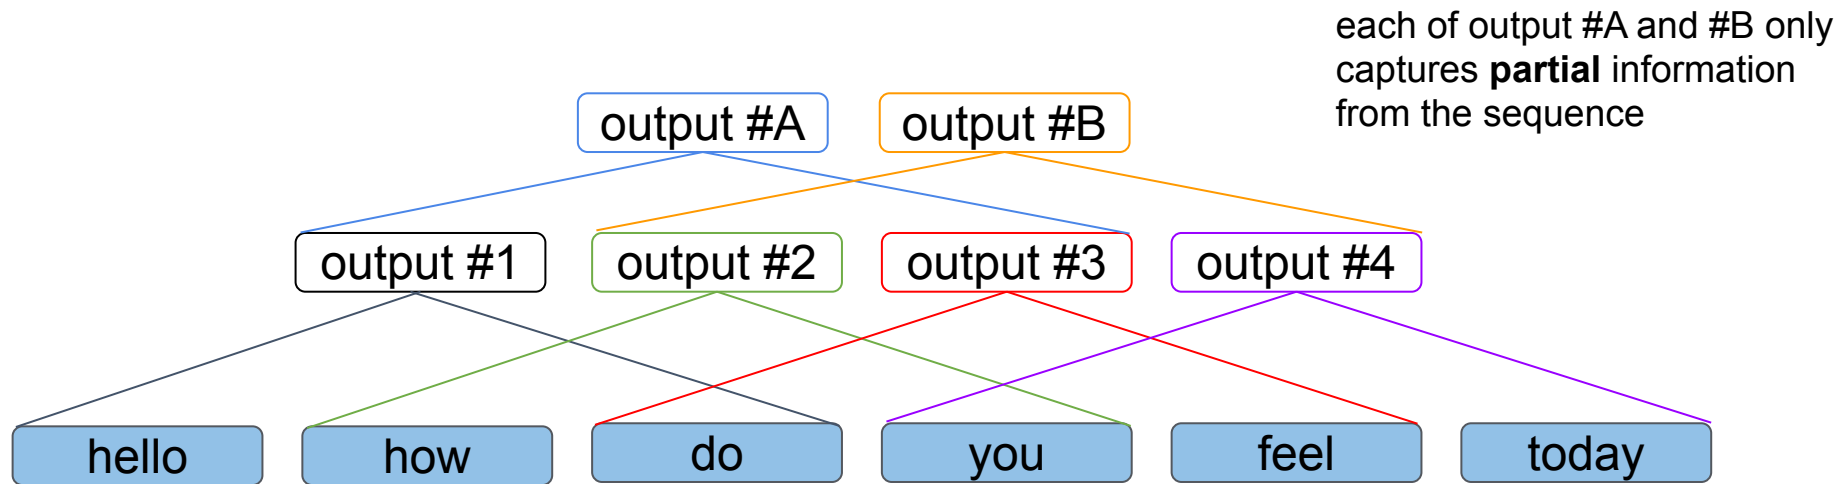 each of output #A and #B only
captures partial information
from the sequence
output #A output #B
output #1 output #2 output #3 output #4
hello how do you feel today